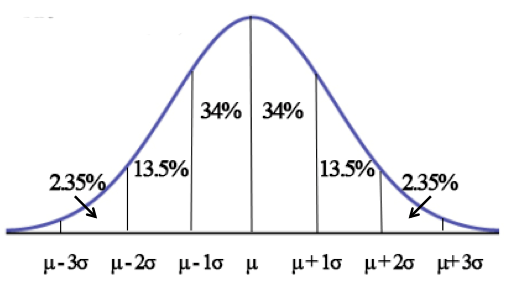 34% 34%
13.5% 13.5%
2.35% 2.35%
μ-3σ μ-2σ μ-1σ μ μ+1σ μ+2σ μ+3σ